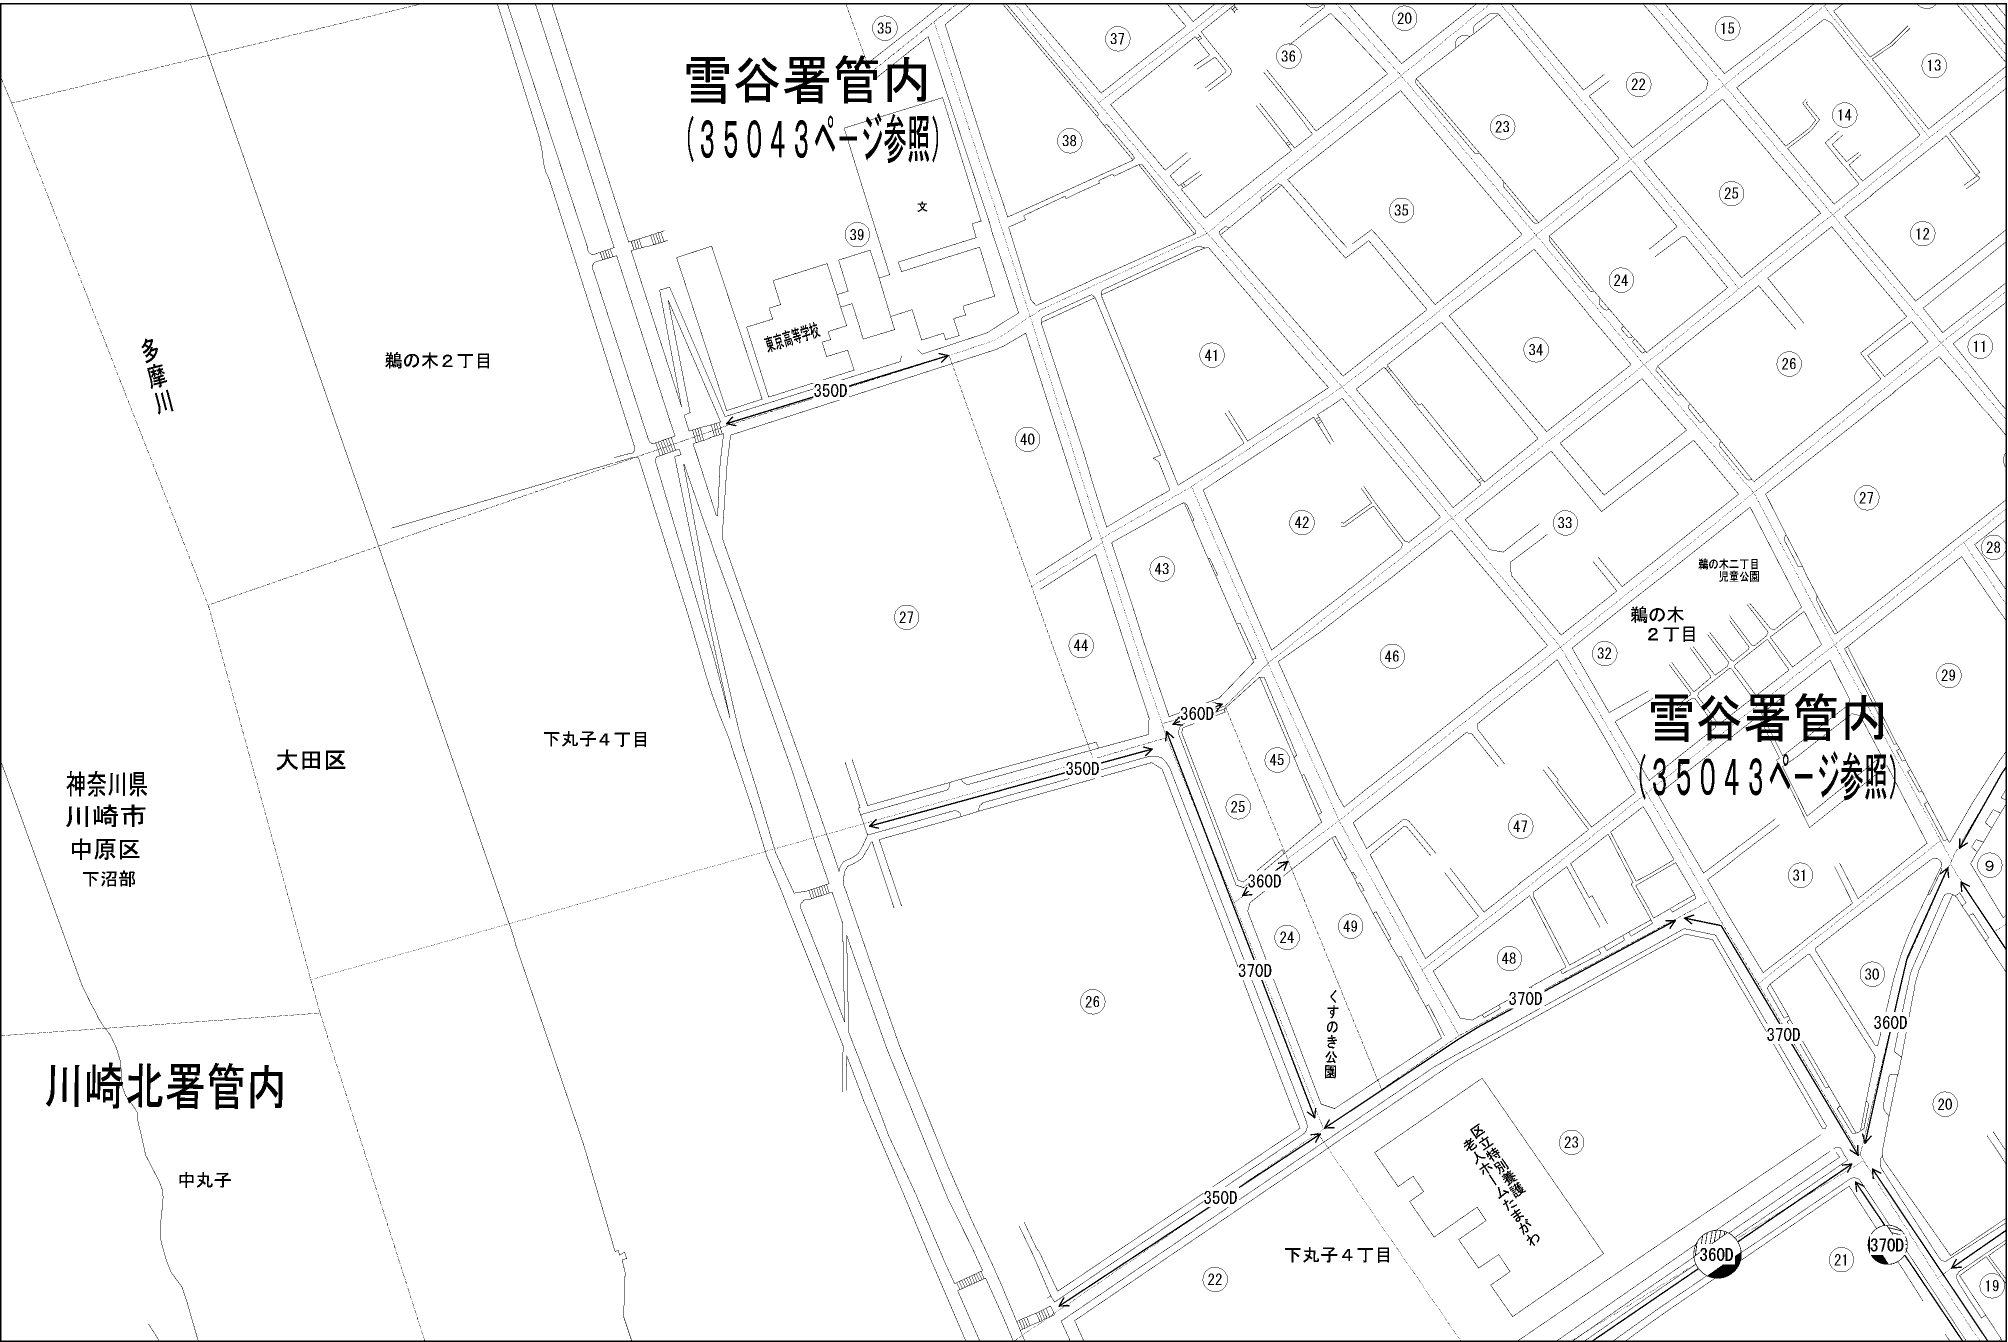 雪谷署管内
(35043ページ参照)
35
37
20
36
15
13
22
14
23
38
25
文
35
39
12
24
東京高等学校
34
41
26
11
350D
多摩川
鵜の木2丁目
40
27
42
33
28
鵜の木二丁目
児童公園
43
鵜の木
2丁目
27
44
46
32
29
雪谷署管内
(35043ページ参照)
360D
下丸子4丁目
大田区
350D
45
神奈川県
川崎市
中原区
下沼部
25
47
9
31
360D
24
49
48
370D
30
26
370D
くすのき公園
370D
360D
川崎北署管内
20
中丸子
区立特別養護
老人ホームたまがわ
23
350D
下丸子4丁目
22
360D
21
370D
19